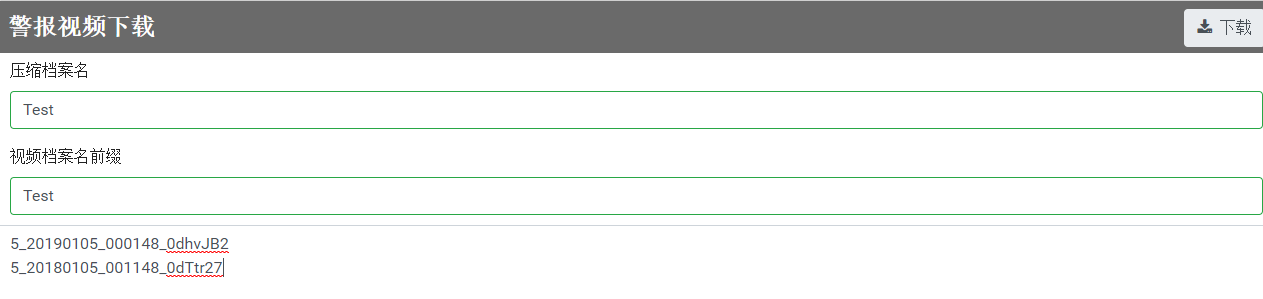 警报视频下载
下载
压缩档案名
Test
视频档案名前缀
Test
5_20190105_000148_0dhvJB2
5_20180105_001148_0dTtr27